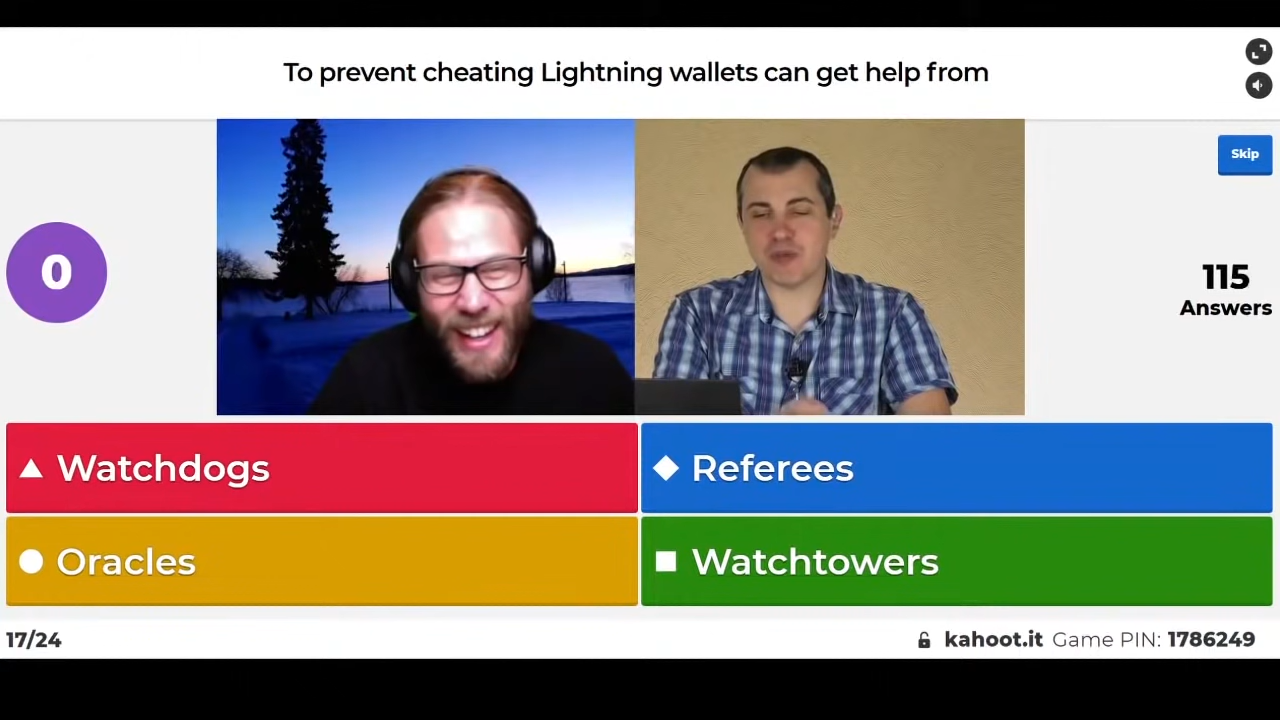 To prevent cheating Lightning wallets can get help from
Skip
0
115
Answers
Watchdogs
Referees
Oracles
Watchtowers
17/24
kahoot.it Game PIN: 1786249